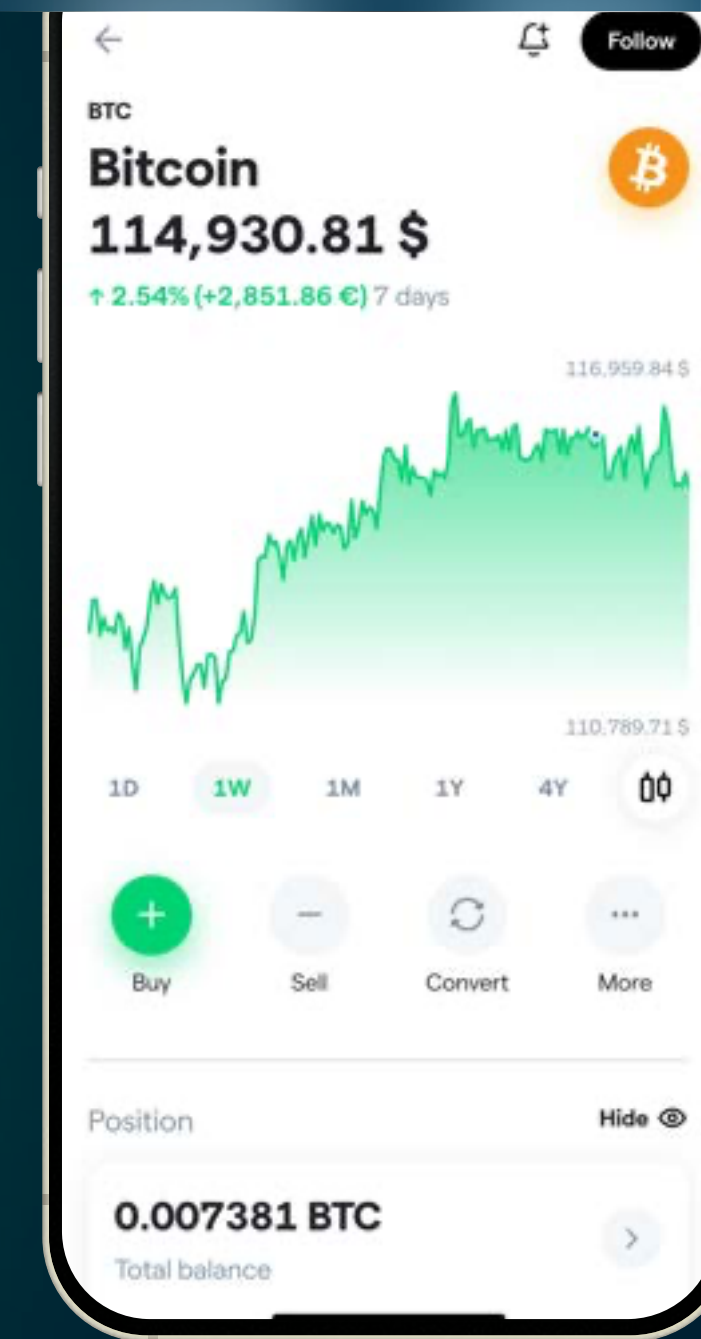 Follow
BTC
Bitcoin
114,930.81 $
↑ 2.54% (+2,851.86 €) 7 days
116,959.84 $
110,789.71 $
1D 1W 1M 1Y 4Y
Buy Sell Convert More
Position Hide
0.007381 BTC
Total balance